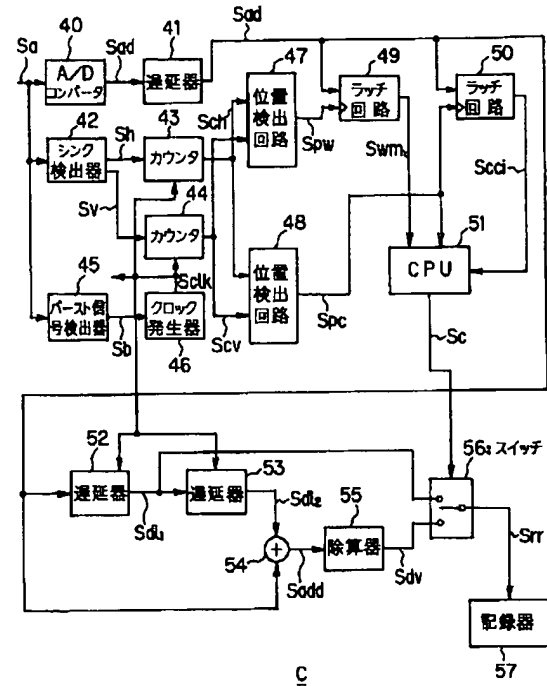 40
41
Sad
Sa
A/D
コンバータ
Sad
遅延器
47
49
50
42
43
Sch
位置
検出
回路
ラッチ
回路
ラッチ
回路
Spw
シンク
検出器
Sh
カウンタ
Swm
Scci
Sv
44
48
51
カウンタ
CPU
45
Sclk
位置
検出
回路
バースト信
号検出器
Sb
クロック
発生器
Scv
Spc
Sc
46
52
56:スイッチ
遅延器
53
遅延器
Sdl1
Sdl2
55
54
+
Sadd
除算器
Sdv
Srr
記録器
57
C